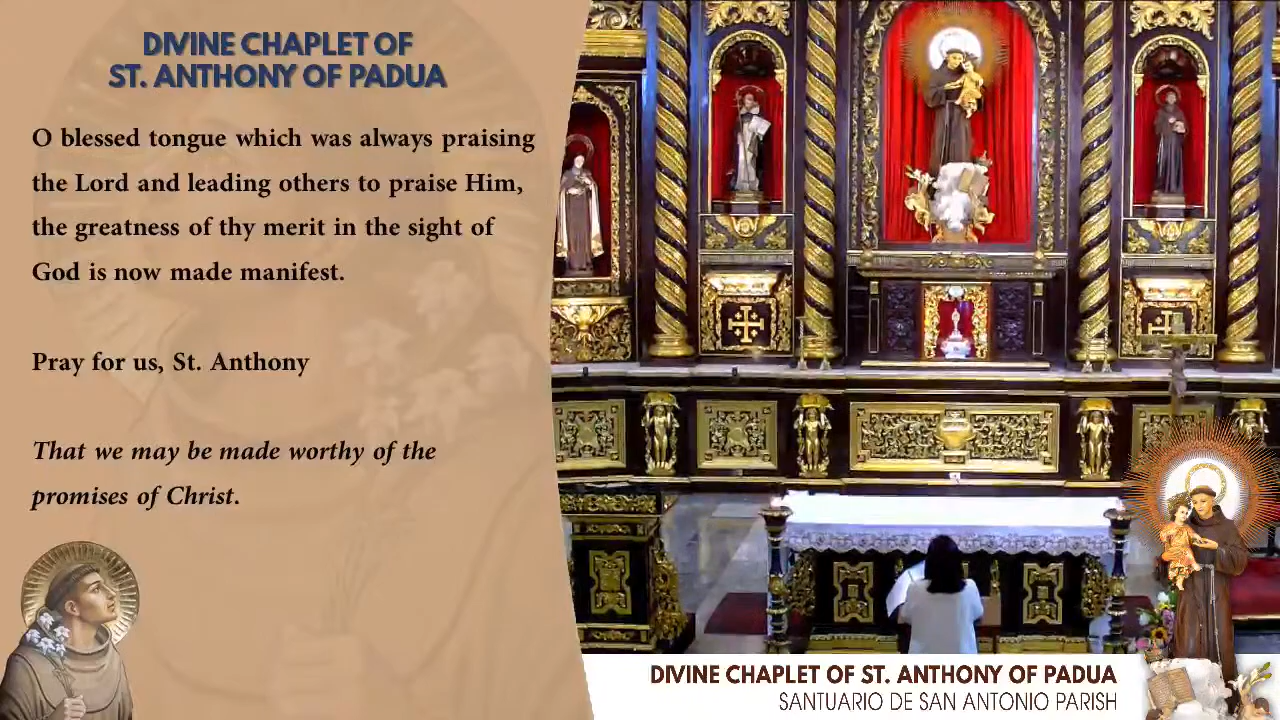 DIVINE CHAPLET OF
ST. ANTHONY OF PADUA
O blessed tongue which was always praising
the Lord and leading others to praise Him,
the greatness of thy merit in the sight of
God is now made manifest.
Pray for us, St. Anthony
That we may be made worthy of the
promises of Christ.
DIVINE CHAPLET OF ST. ANTHONY OF PADUA
SANTUARIO DE SAN ANTONIO PARISH